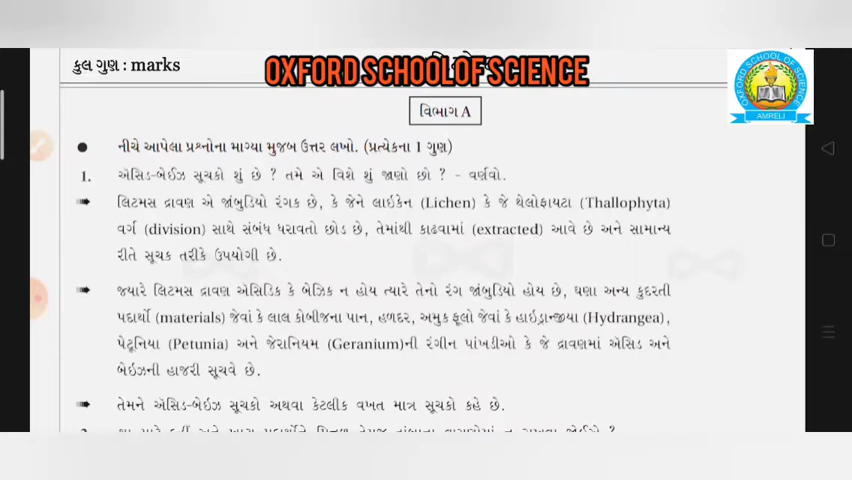 કુલ ગુણ : marks
OXFORD SCHOOL OF SCIENCE
OXFORD SCHOOL OF SCIENCE
AMRELI
વિભાગ A
● નીચે આપેલા પ્રશ્નોના માગ્યા મુજબ ઉત્તર લખો. (પ્રત્યેકના 1 ગુણ)
1. એસિડ-બેઈઝ સૂચકો શું છે ? તમે એ વિશે શું જાણો છો ? - વર્ણવો.
➠ લિટમસ દ્રાવણ એ જાંબુડિયો રંગક છે, કે જેને લાઇકેન (Lichen) કે જે થેલોફાયટા (Thallophyta)
વર્ગ (division) સાથે સંબંધ ધરાવતો છોડ છે, તેમાંથી કાઢવામાં (extracted) આવે છે અને સામાન્ય
રીતે સૂચક તરીકે ઉપયોગી છે.
➠ જ્યારે લિટમસ દ્રાવણ એસિડિક કે બેઝિક ન હોય ત્યારે તેનો રંગ જાંબુડિયો હોય છે, ઘણા અન્ય કુદરતી
પદાર્થો (materials) જેવાં કે લાલ કોબીજના પાન, હળદર, અમુક ફૂલો જેવાં કે હાઇડ્રાન્જીયા (Hydrangea),
પેટૂનિયા (Petunia) અને જેરાનિયમ (Geranium)ની રંગીન પાંખડીઓ કે જે દ્રાવણમાં એસિડ અને
બેઇઝની હાજરી સૂચવે છે.
➠ તેમને ઍસિડ-બેઇઝ સૂચકો અથવા કેટલીક વખત માત્ર સૂચકો કહે છે.